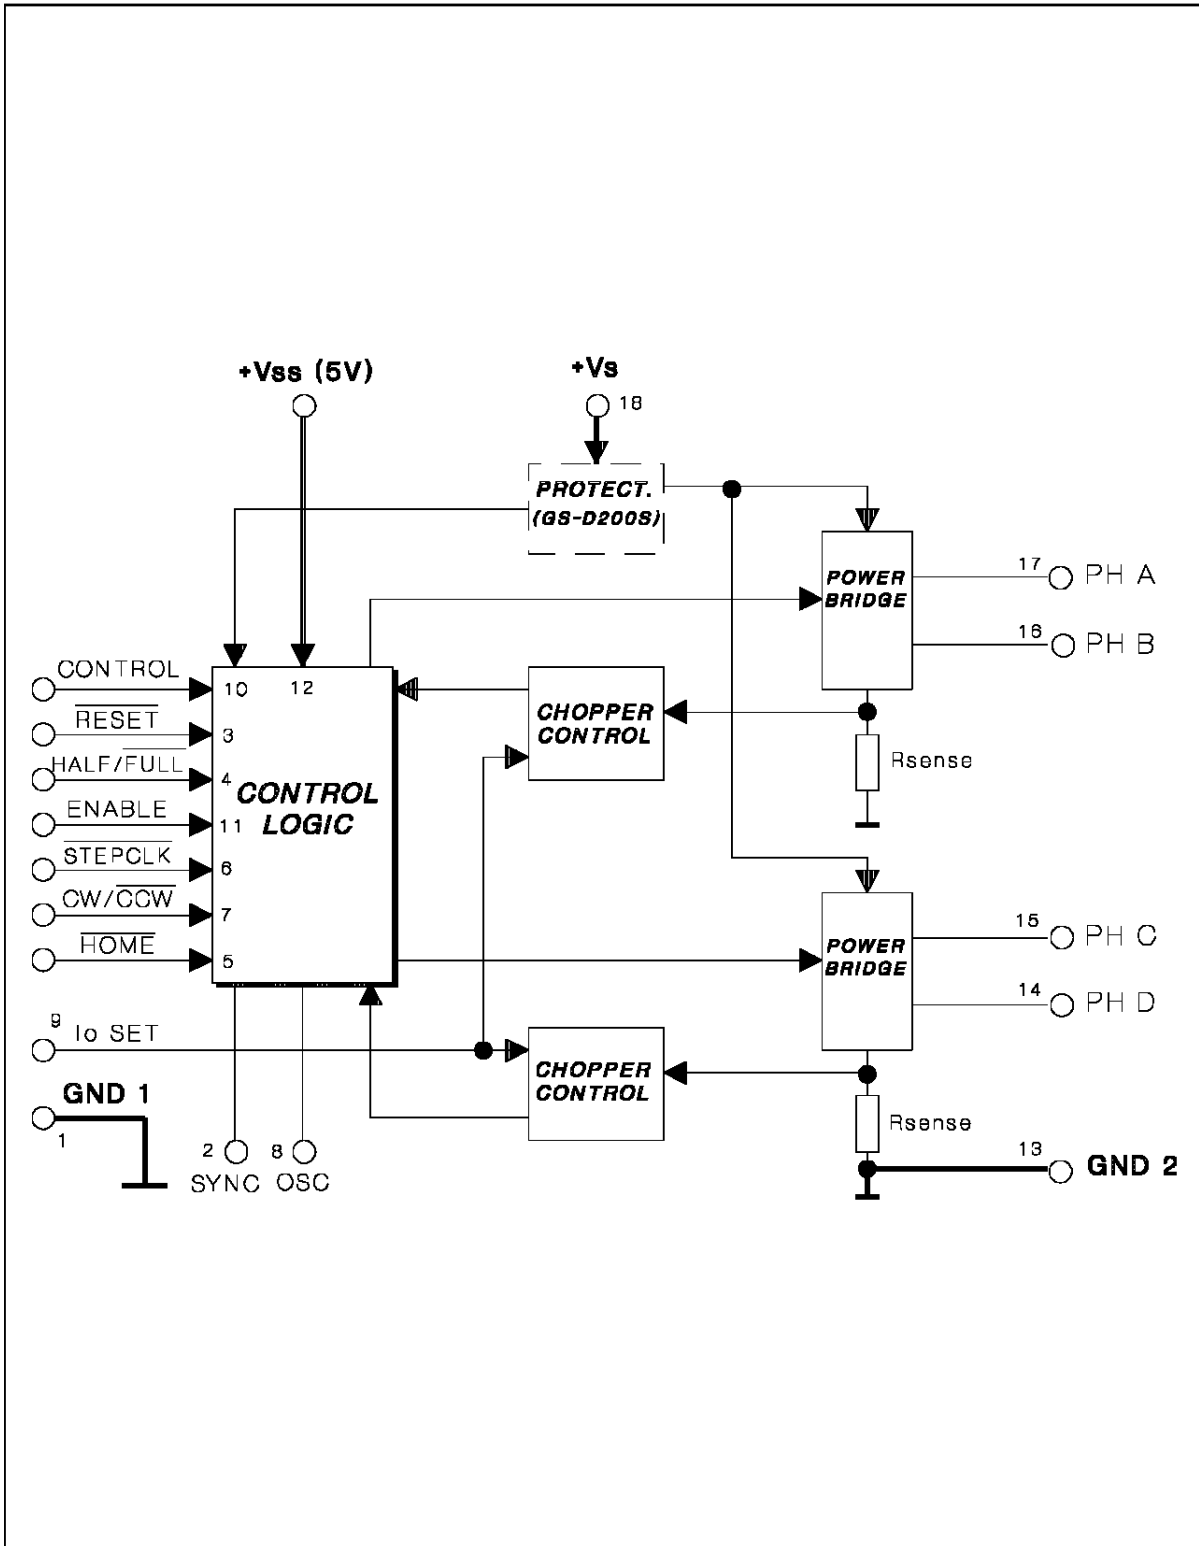 +Vss (5V)
+Vs
18
PROTECT.
(GS-D200S)
POWER
BRIDGE
17 PH A
16 PH B
CONTROL
10
12
RESET
3
HALF/FULL
4
ENABLE
11
STEPCLK
6
CW/CCW
7
HOME
5
CONTROL
LOGIC
CHOPPER
CONTROL
Rsense
POWER
BRIDGE
15 PH C
14 PH D
9 Io SET
CHOPPER
CONTROL
Rsense
GND 1
1
2
SYNC
8
OSC
13 GND 2